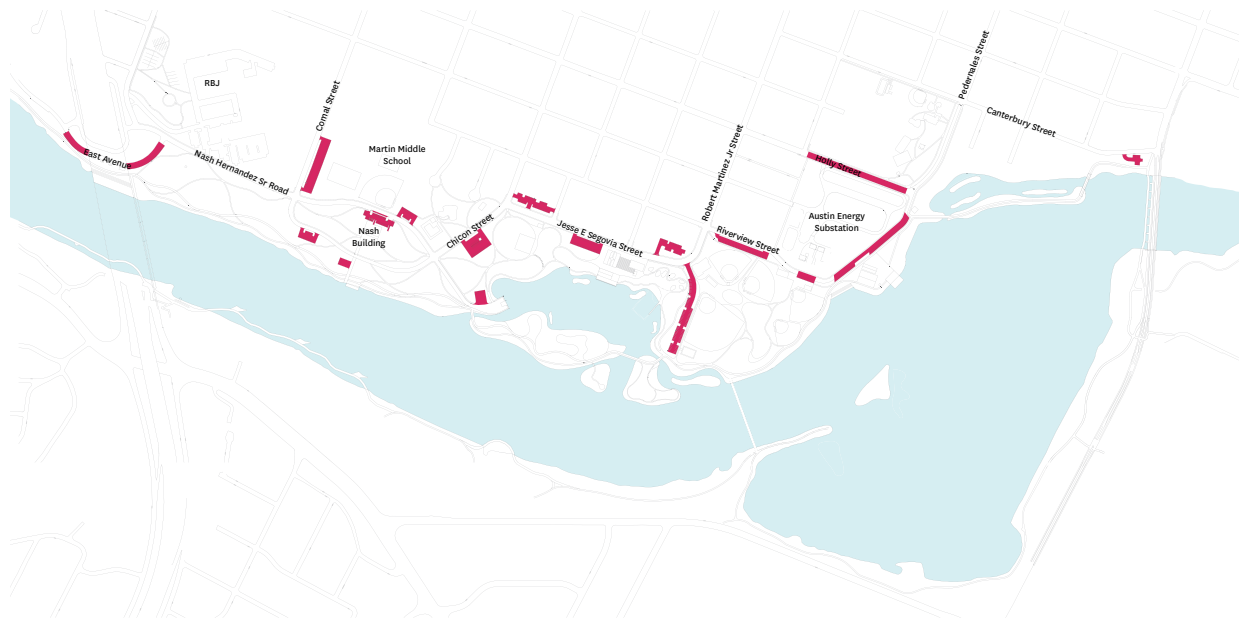 Pedernales Street
RBJ
Comal Street
Canterbury Street
Martin Middle
School
East Avenue
Nash Hernandez Sr Road
Robert Martinez Jr Street
Holly Street
Nash
Building
Chicon Street
Jesse E Segovia Street
Riverview Street
Austin Energy
Substation